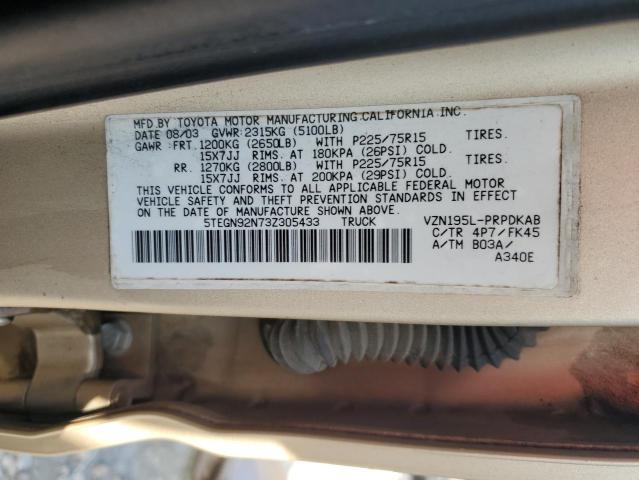 MFD.BY TOYOTA MOTOR MANUFACTURING, CALIFORNIA INC.
DATE 08/03 GVWR:2315KG (5100LB)
GAWR: FRT. 1200KG (2650LB) WITH P225/75R15 TIRES.
15X7JJ RIMS. AT 180KPA (26PSI) COLD.
RR. 1270KG (2800LB) WITH P225/75R15 TIRES.
15X7JJ RIMS. AT 200KPA (29PSI) COLD.
THIS VEHICLE CONFORMS TO ALL APPLICABLE FEDERAL MOTOR
VEHICLE SAFETY AND BUMPER STANDARDS IN EFFECT
ON THE DATE OF MANUFACTURE SHOWN ABOVE.
5TEGN92N73Z305433 TRUCK VZN195L-PRPDKAB
C/TR 4P7/FK45
A/TM B03A/
A340E